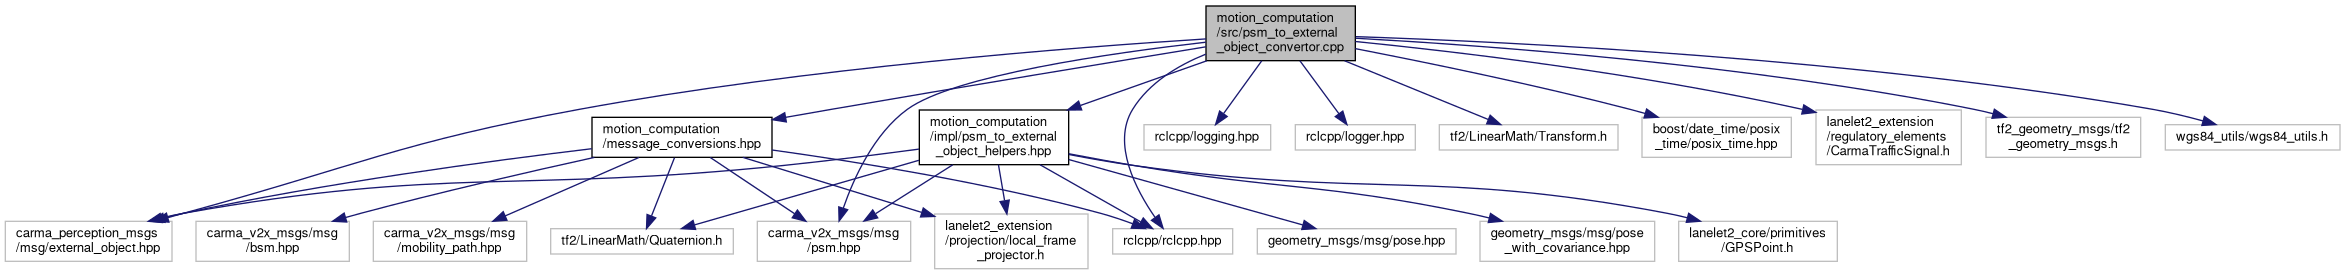 motion_computation
/src/psm_to_external
_object_convertor.cpp
motion_computation
/message_conversions.hpp
motion_computation
/impl/psm_to_external
_object_helpers.hpp
rclcpp/logging.hpp
rclcpp/logger.hpp
tf2/LinearMath/Transform.h
boost/date_time/posix
_time/posix_time.hpp
lanelet2_extension
/regulatory_elements
/CarmaTrafficSignal.h
tf2_geometry_msgs/tf2
_geometry_msgs.h
wgs84_utils/wgs84_utils.h
carma_perception_msgs
/msg/external_object.hpp
carma_v2x_msgs/msg
/bsm.hpp
carma_v2x_msgs/msg
/mobility_path.hpp
tf2/LinearMath/Quaternion.h
carma_v2x_msgs/msg
/psm.hpp
lanelet2_extension
/projection/local_frame
_projector.h
rclcpp/rclcpp.hpp
geometry_msgs/msg/pose.hpp
geometry_msgs/msg/pose
_with_covariance.hpp
lanelet2_core/primitives
/GPSPoint.h